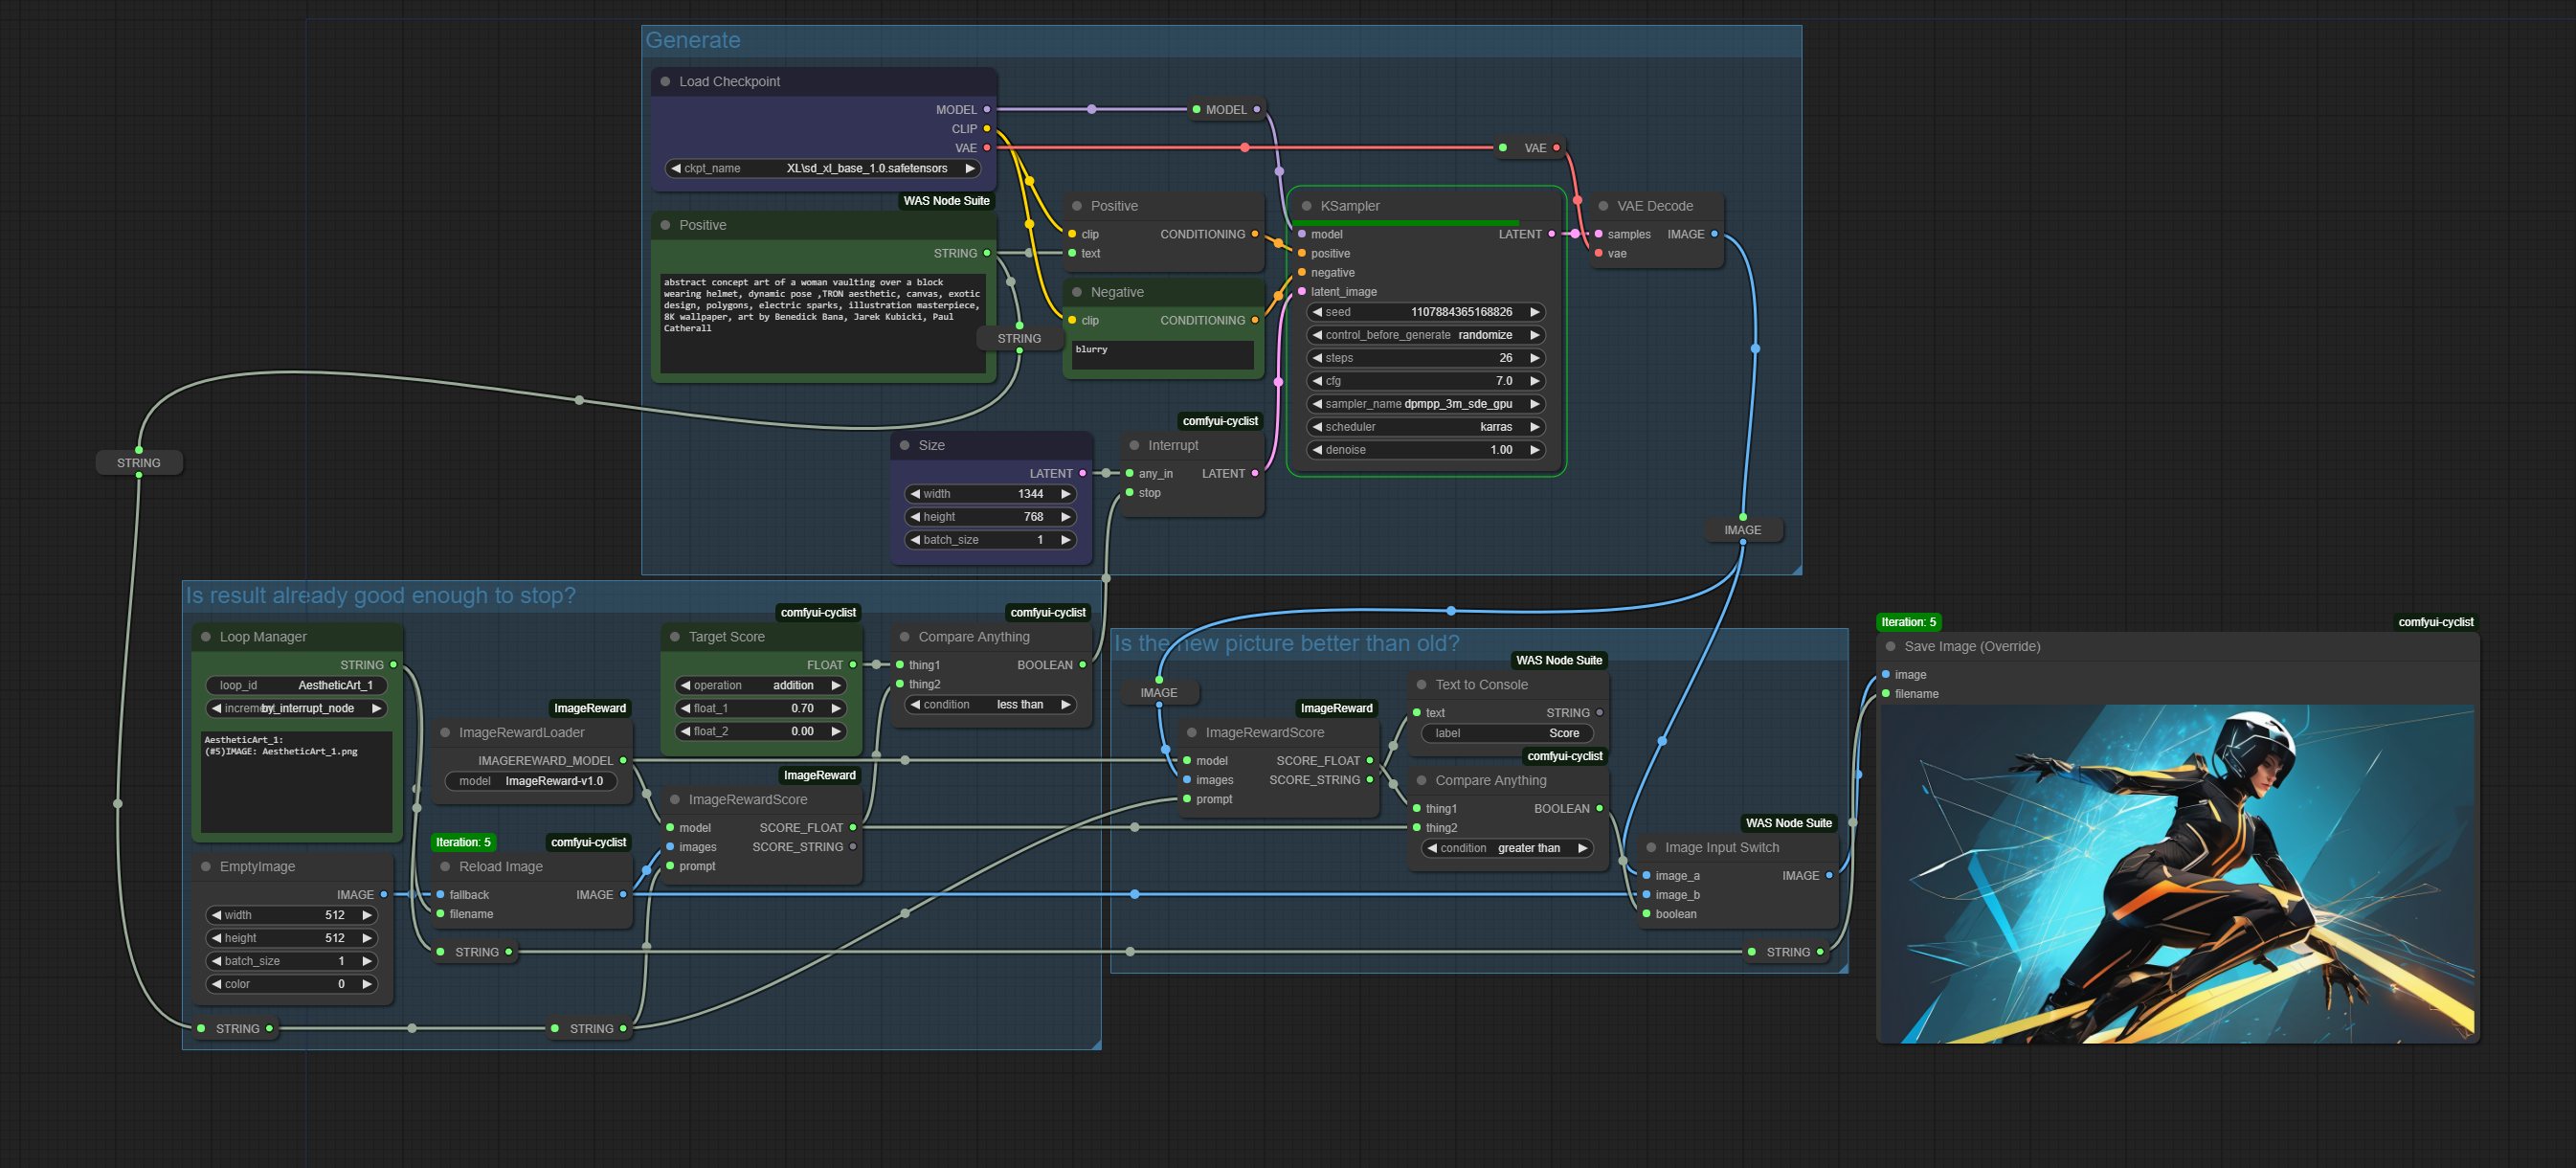 Generate
Load Checkpoint
MODEL
CLIP
VAE
ckpt_name XL\sd_xl_base_1.0.safetensors
MODEL
VAE
WAS Node Suite
Positive
STRING
abstract concept art of a woman vaulting over a block
wearing helmet, dynamic pose ,TRON aesthetic, canvas, exotic
design, polygons, electric sparks, illustration masterpiece,
8K wallpaper, art by Benedick Bana, Jarek Kubicki, Paul
Catherall
STRING
Positive
clip CONDITIONING
text
Negative
clip CONDITIONING
blurry
KSampler
model LATENT
positive
negative
latent_image
seed 1107884365168826
control_before_generate randomize
steps 26
cfg 7.0
sampler_name dpmpp_3m_sde_gpu
scheduler karras
denoise 1.00
VAE Decode
samples IMAGE
vae
STRING
Size
LATENT
width 1344
height 768
batch_size 1
comfyui-cyclist
Interrupt
any_in LATENT
stop
IMAGE
Is result already good enough to stop?
Loop Manager
STRING
loop_id AestheticArt_1
increment by_interrupt_node
AestheticArt_1:
(#5)IMAGE: AestheticArt_1.png
ImageReward
ImageRewardLoader
IMAGEREWARD_MODEL
model ImageReward-v1.0
comfyui-cyclist
Target Score
FLOAT
operation addition
float_1 0.70
float_2 0.00
comfyui-cyclist
Compare Anything
thing1 BOOLEAN
thing2
condition less than
ImageReward
ImageRewardScore
model SCORE_FLOAT
images SCORE_STRING
prompt
EmptyImage
IMAGE
width 512
height 512
batch_size 1
color 0
Iteration: 5 comfyui-cyclist
Reload Image
fallback IMAGE
filename
STRING
STRING
STRING
Is the new picture better than old?
IMAGE
ImageReward
ImageRewardScore
model SCORE_FLOAT
images SCORE_STRING
prompt
WAS Node Suite
Text to Console
text STRING
label Score
comfyui-cyclist
Compare Anything
thing1 BOOLEAN
thing2
condition greater than
WAS Node Suite
Image Input Switch
image_a IMAGE
image_b
boolean
STRING
Iteration: 5 comfyui-cyclist
Save Image (Override)
image
filename